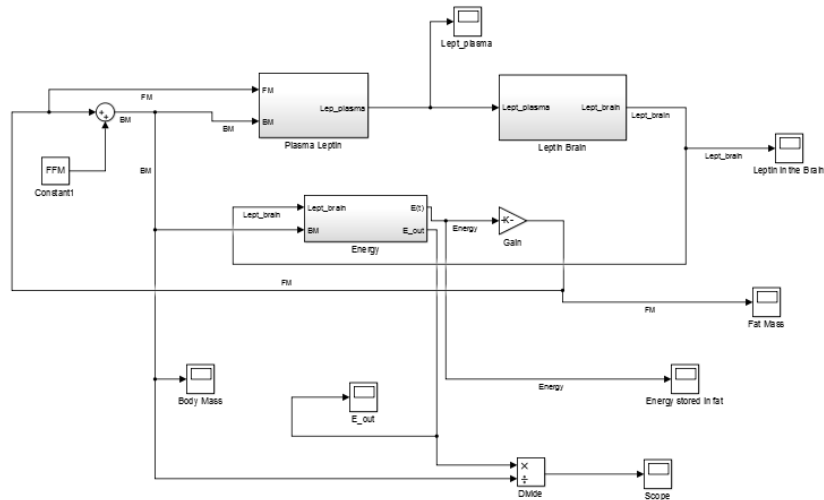 Lept_plasma
FM
FM
Lep_plasma
BM
Plasma Leptin
Lept_plasma
Lept_brain
Leptin Brain
Lept_brain
+
+
BM
BM
FFM
Constant1
BM
Lept_brain
Leptin in the Brain
Lept_brain
Lept_brain
E(t)
BM
E_out
Energy
Energy
-K-
Gain
FM
FM
Fat Mass
Body Mass
E_out
Energy
Energy stored in fat
×
÷
Divide
Scope